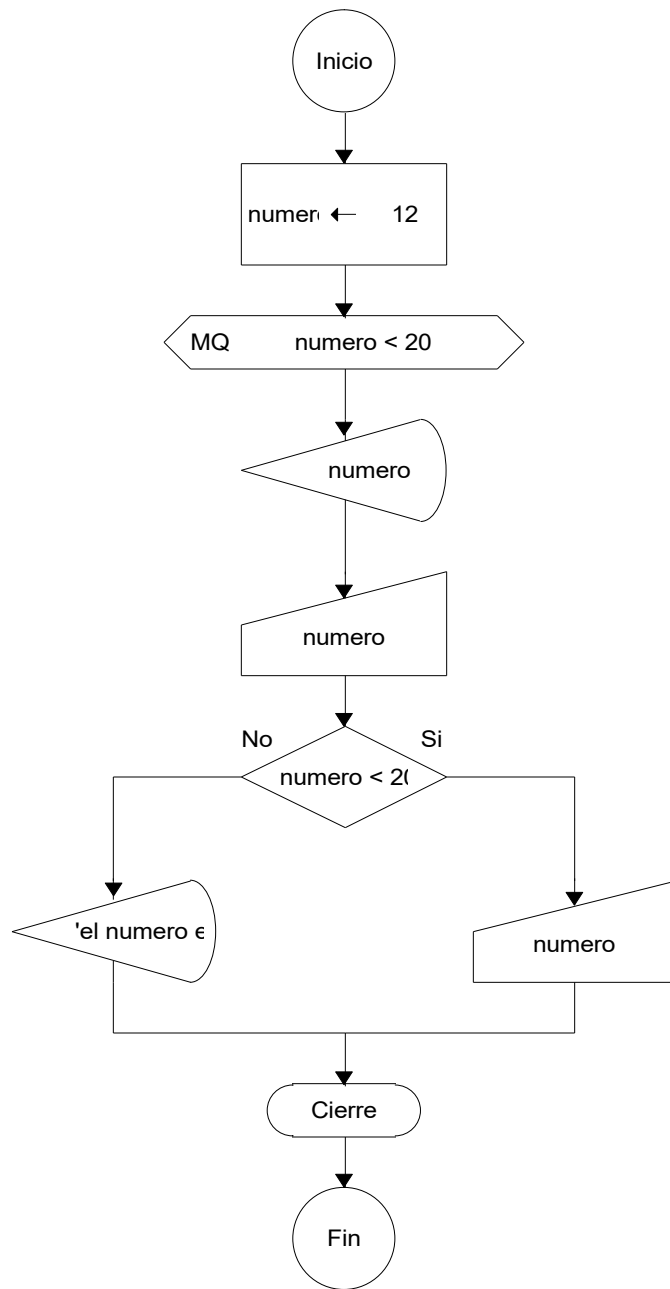 Inicio
numer ← 12
MQ numero < 20
numero
numero
No Si
numero < 2
'el numero
numero
Cierre
Fin